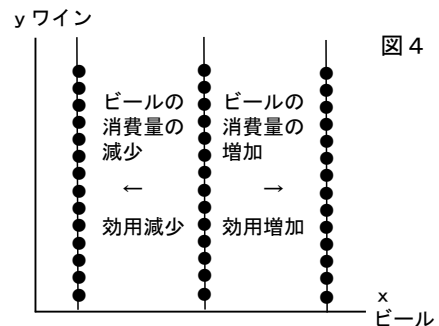 y ワイン
図４
ビールの
消費量の
減少
←
効用減少
ビールの
消費量の
増加
→
効用増加
x
ビール